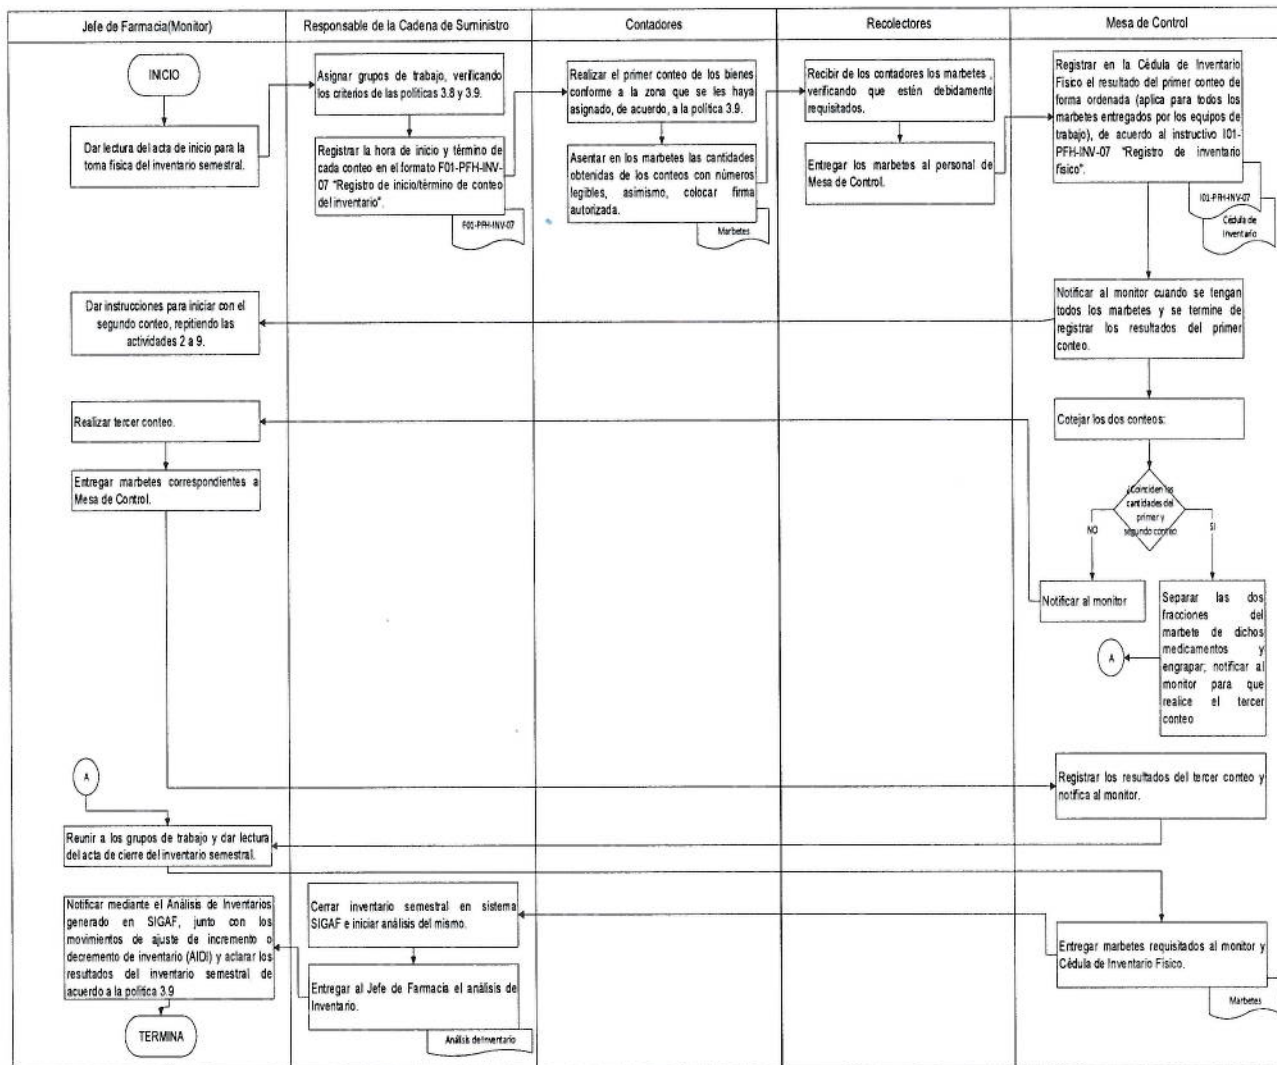 Jefe de Farmacia(Monitor)
Responsable de la Cadena de Suministro
Contadores
Recolectores
Mesa de Control
INICIO
Dar lectura del acta de inicio para la
toma física del inventario semestral.
Asignar grupos de trabajo, verificando
los criterios de las políticas 3.8 y 3.9.
Registrar la hora de inicio y término de
cada conteo en el formato F01-PFH-INV-
07 "Registro de inicio/término de conteo
del inventario".
F01-PFH-INV-07
Realizar el primer conteo de los bienes
conforme a la zona que se les haya
asignado, de acuerdo, a la política 3.9.
Asentar en los marbetes las cantidades
obtenidas de los conteos con números
legibles, asimismo, colocar firma
autorizada.
Marbetes
Recibir de los contadores los marbetes ,
verificando que estén debidamente
requisitados.
Entregar los marbetes al personal de
Mesa de Control.
Registrar en la Cédula de Inventario
Físico el resultado del primer conteo de
forma ordenada (aplica para todos los
marbetes entregados por los equipos de
trabajo), de acuerdo al instructivo I01-
PFH-INV-07 "Registro de inventario
físico".
I01-PFH-INV-07
Cédula de
Inventario
Dar instrucciones para iniciar con el
segundo conteo, repitiendo las
actividades 2 a 9.
Notificar al monitor cuando se tengan
todos los marbetes y se termine de
registrar los resultados del primer
conteo.
Realizar tercer conteo.
Cotejar los dos conteos:
Entregar marbetes correspondientes a
Mesa de Control.
¿Coinciden las
cantidades del
primer y
segundo conteo
NO
SI
Notificar al monitor
Separar las dos
fracciones del
marbete de dichos
medicamentos y
engrapar; notificar al
monitor para que
realice el tercer
conteo
A
A
Registrar los resultados del tercer conteo y
notifica al monitor.
Reunir a los grupos de trabajo y dar lectura
del acta de cierre del inventario semestral.
Notificar mediante el Análisis de Inventarios
generado en SIGAF, junto con los
movimientos de ajuste de incremento o
decremento de inventario (AIDI) y aclarar los
resultados del inventario semestral de
acuerdo a la política 3.9
TERMINA
Cerrar inventario semestral en sistema
SIGAF e iniciar análisis del mismo.
Entregar al Jefe de Farmacia el análisis de
Inventario.
Análisis de Inventario
Entregar marbetes requisitados al monitor y
Cédula de Inventario Físico.
Marbetes